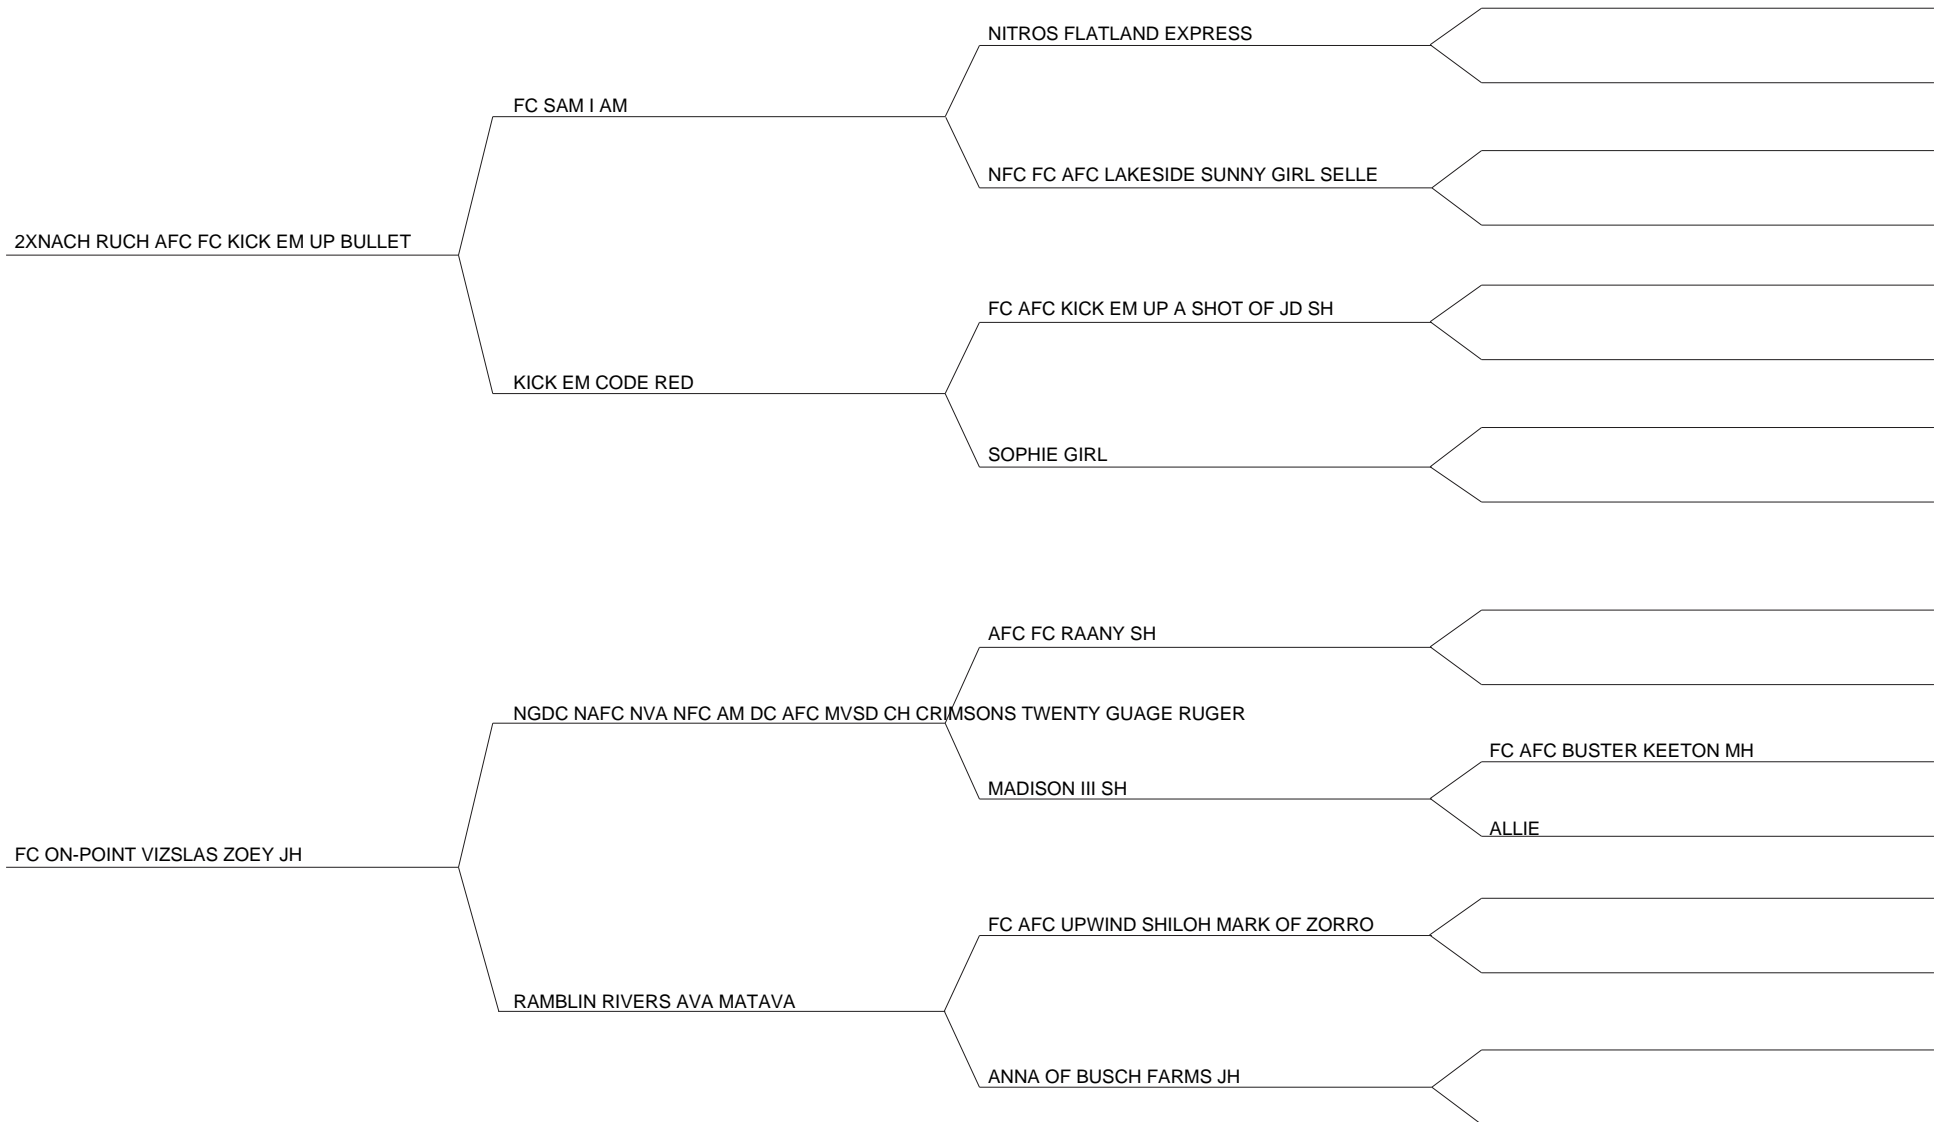 NITROS FLATLAND EXPRESS
FC SAM I AM
NFC FC AFC LAKESIDE SUNNY GIRL SELLE
2XNACH RUCH AFC FC KICK EM UP BULLET
FC AFC KICK EM UP A SHOT OF JD SH
KICK EM CODE RED
SOPHIE GIRL
AFC FC RAANY SH
NGDC NAFC NVA NFC AM DC AFC MVSD CH CRIMSONS TWENTY GUAGE RUGER
FC AFC BUSTER KEETON MH
MADISON III SH
ALLIE
FC ON-POINT VIZSLAS ZOEY JH
FC AFC UPWIND SHILOH MARK OF ZORRO
RAMBLIN RIVERS AVA MATAVA
ANNA OF BUSCH FARMS JH